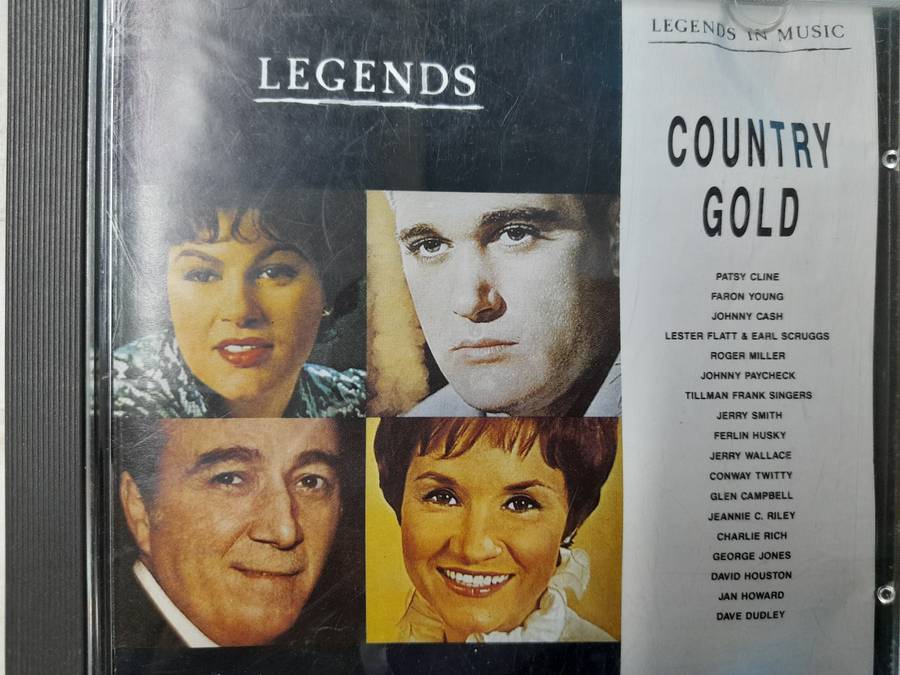 LEGENDS
LEGENDS IN MUSIC
COUNTRY
GOLD
PATSY CLINE
FARON YOUNG
JOHNNY CASH
LESTER FLATT & EARL SCRUGGS
ROGER MILLER
JOHNNY PAYCHECK
TILLMAN FRANK SINGERS
JERRY SMITH
FERLIN HUSKY
JERRY WALLACE
CONWAY TWITTY
GLEN CAMPBELL
JEANNIE C. RILEY
CHARLIE RICH
GEORGE JONES
DAVID HOUSTON
JAN HOWARD
DAVE DUDLEY